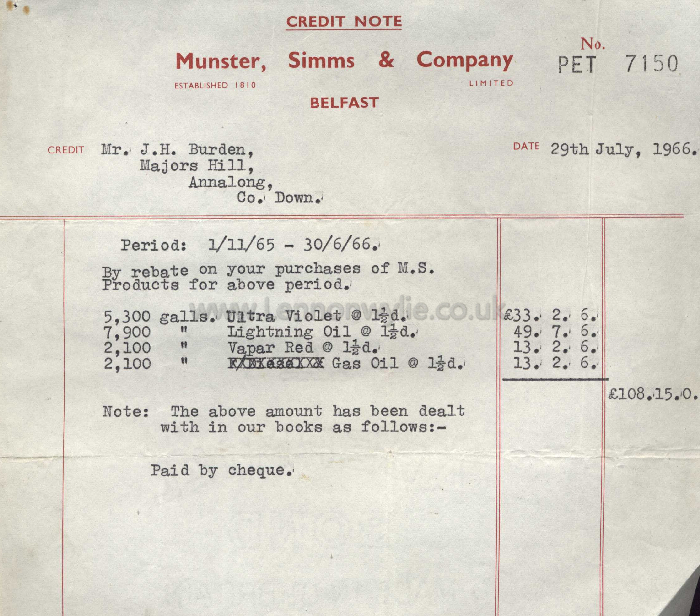 CREDIT NOTE
Munster, Simms & Company
ESTABLISHED 1810 LIMITED
BELFAST
No.
PET 7150
CREDIT Mr. J.H. Burden,
Majors Hill,
Annalong,
Co. Down.
DATE 29th July, 1966.
Period: 1/11/65 - 30/6/66.
By rebate on your purchases of M.S.
Products for above period.
www.Lennonwylie.co.uk
5,300 galls. Ultra Violet @ 1½d. £33. 2. 6.
7,900 " Lightning Oil @ 1½d. 49. 7. 6.
2,100 " Vapar Red @ 1½d. 13. 2. 6.
2,100 " Gas Oil @ 1½d. 13. 2. 6.
£108.15.0.
Note: The above amount has been dealt
with in our books as follows:-
Paid by cheque.